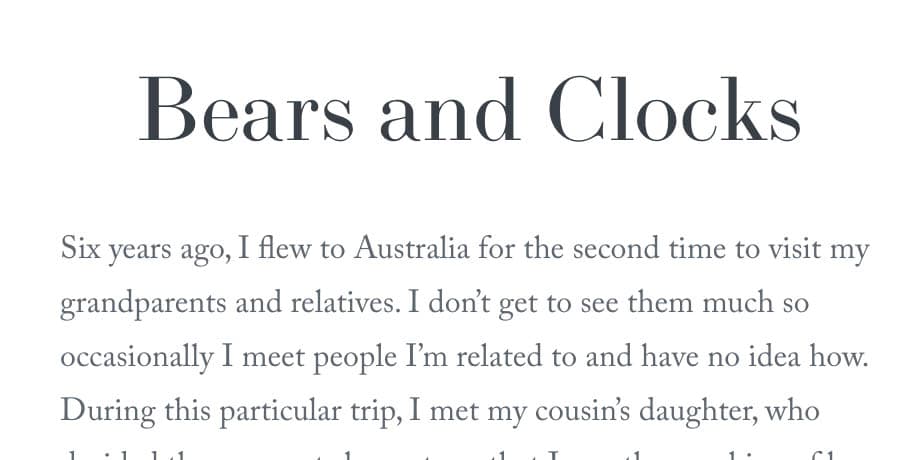 Bears and Clocks
Six years ago, I flew to Australia for the second time to visit my
grandparents and relatives. I don’t get to see them much so
occasionally I meet people I’m related to and have no idea how.
During this particular trip, I met my cousin’s daughter, who